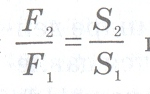 F₂/F₁ = S₂/S₁